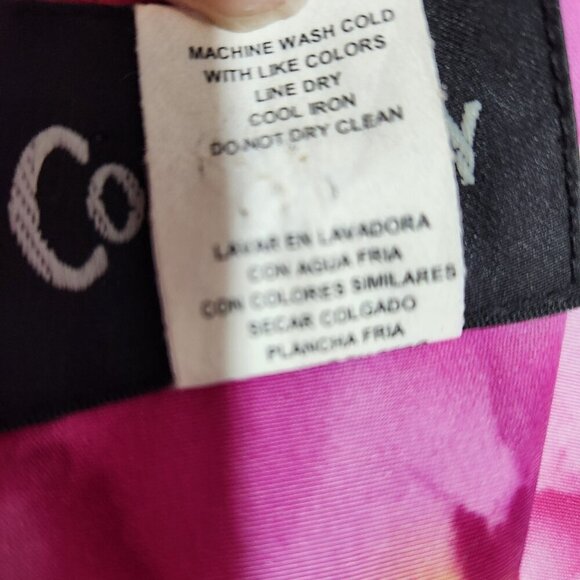 MACHINE WASH COLD
WITH LIKE COLORS
LINE DRY
COOL IRON
DO NOT DRY CLEAN
Co
LAVAR EN LAVADORA
CON AGUA FRIA
CON COLORES SIMILARES
SECAR COLGADO
PLANCHA FRIA